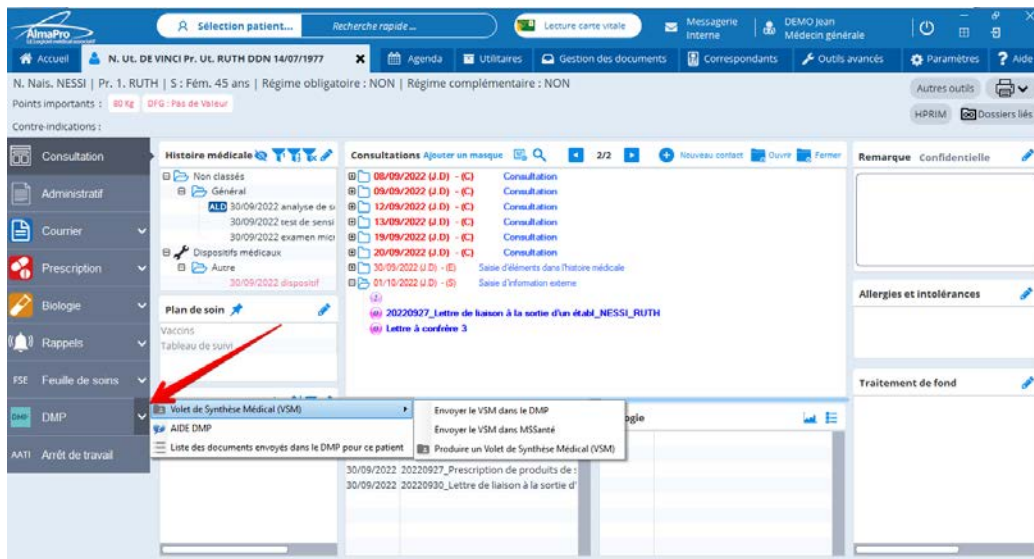 AlmaPro
Sélection patient...
Recherche rapide ...
Lecture carte vitale
Messagerie Interne
DEMO Jean
Médecin générale
Accueil
N. Ut. DE VINCI Pr. Ut. RUTH DDN 14/07/1977
Agenda
Utilitaires
Gestion des documents
Correspondants
Outils avancés
Paramètres
Aide
N. Nais. NESSI | Pr. 1. RUTH | S : Fém. 45 ans | Régime obligatoire : NON | Régime complémentaire : NON
Autres outils
Points importants : 80 Kg DFG : Pas de Valeur
HPRIM
Dossiers liés
Contre-indications :
Consultation
Administratif
Courrier
Prescription
Biologie
Rappels
FSE Feuille de soins
DMP DMP
AATI Arrêt de travail
Histoire médicale
Non classés
Général
ALD 30/09/2022 analyse de s
30/09/2022 test de sensi
30/09/2022 examen micr
Dispositifs médicaux
Autre
30/09/2022 disposiof
Plan de soin
Vaccins
Tableau de suivi
Consultations Ajouter un masque
2/2
Nouveau contact
Ouvrir
Fermer
08/09/2022 (J.D) - (C) Consultation
09/09/2022 (J.D) - (C) Consultation
12/09/2022 (J.D) - (C) Consultation
13/09/2022 (J.D) - (C) Consultation
19/09/2022 (J.D) - (C) Consultation
20/09/2022 (J.D) - (C) Consultation
30/09/2022 (J.D) - (E) Saisie d'éléments dans l'histoire médicale
01/10/2022 (J.D) - (S) Saisie d'information externe
20220927_Lettre de liaison à la sortie d'un établ_NESSI_RUTH
Lettre à confrère 3
Remarque Confidentielle
Allergies et intolérances
Traitement de fond
Volet de Synthèse Médical (VSM)
AIDE DMP
Liste des documents envoyés dans le DMP pour ce patient
Envoyer le VSM dans le DMP
Envoyer le VSM dans MSSanté
Produire un Volet de Synthèse Médical (VSM)
ogie
30/09/2022 20220927_Prescription de produits de :
30/09/2022 20220930_Lettre de liaison à la sortie d'